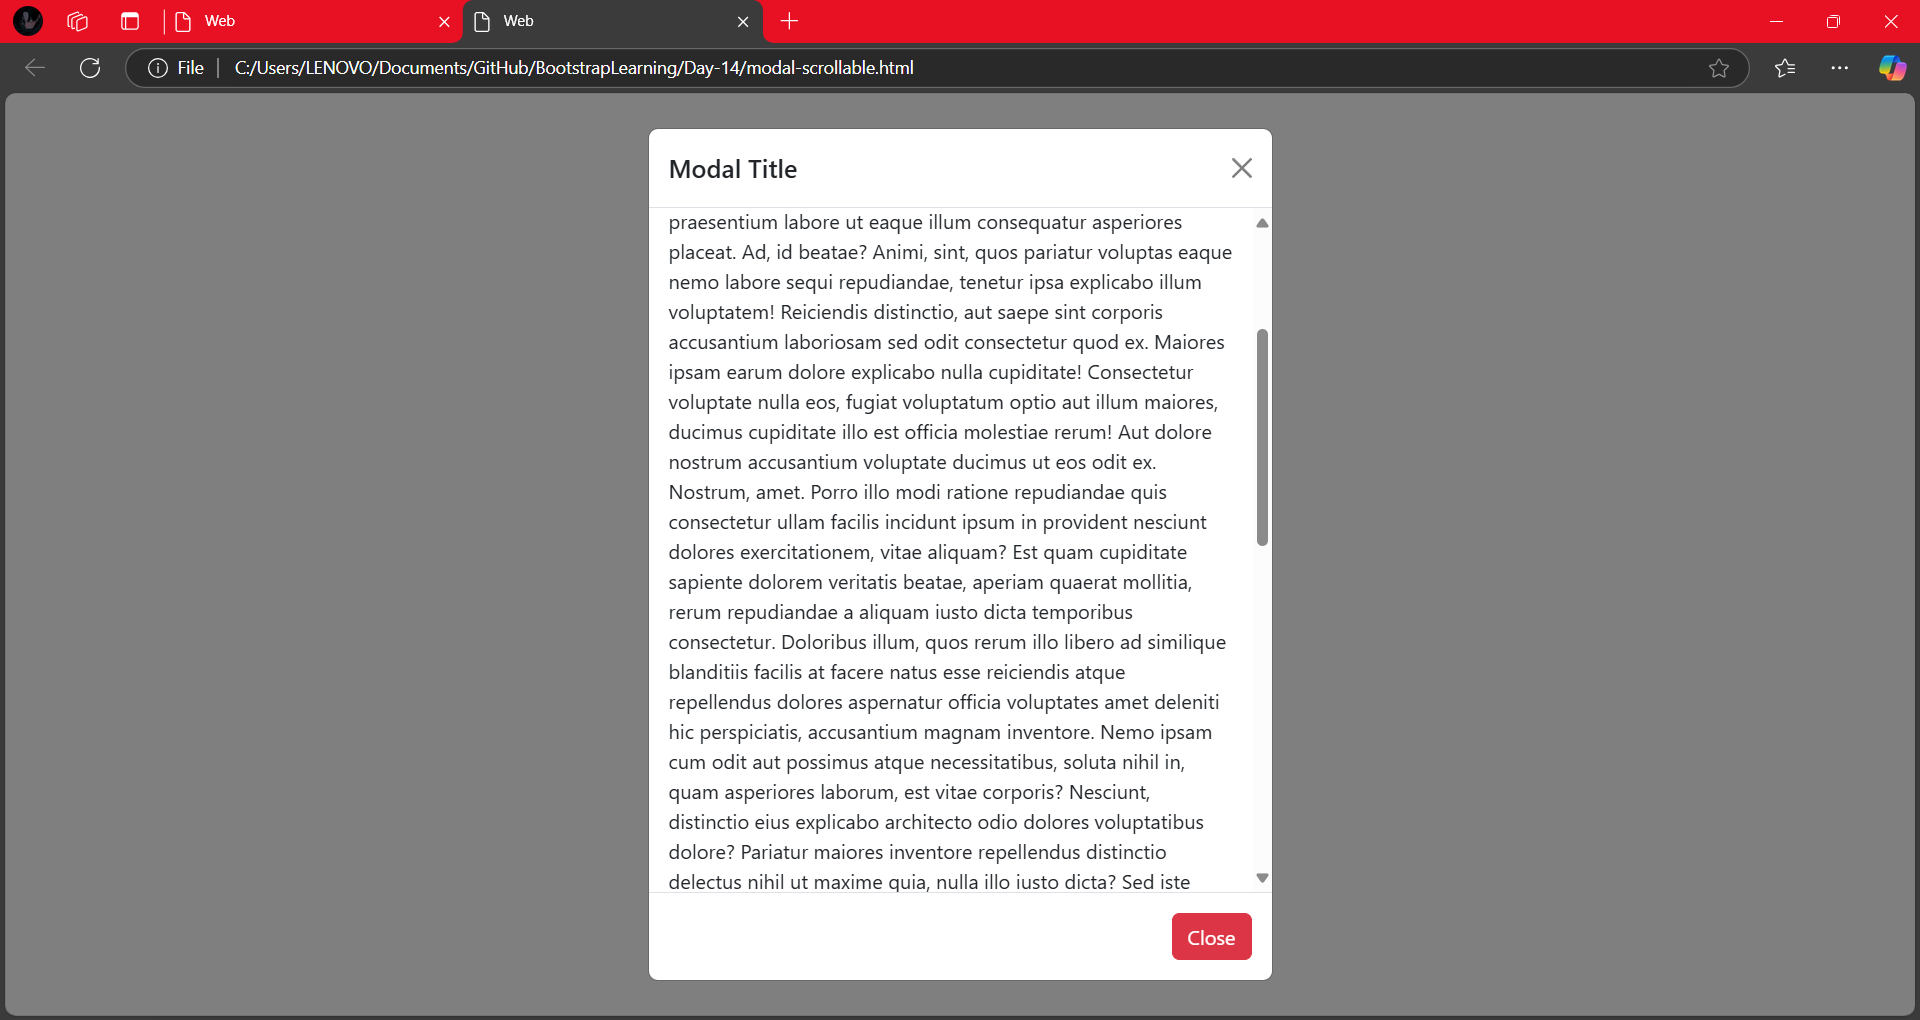 Web
Web
File
C:/Users/LENOVO/Documents/GitHub/BootstrapLearning/Day-14/modal-scrollable.html
Modal Title
praesentium labore ut eaque illum consequatur asperiores
placeat. Ad, id beatae? Animi, sint, quos pariatur voluptas eaque
nemo labore sequi repudiandae, tenetur ipsa explicabo illum
voluptatem! Reiciendis distinctio, aut saepe sint corporis
accusantium laboriosam sed odit consectetur quod ex. Maiores
ipsam earum dolore explicabo nulla cupiditate! Consectetur
voluptate nulla eos, fugiat voluptatum optio aut illum maiores,
ducimus cupiditate illo est officia molestiae rerum! Aut dolore
nostrum accusantium voluptate ducimus ut eos odit ex.
Nostrum, amet. Porro illo modi ratione repudiandae quis
consectetur ullam facilis incidunt ipsum in provident nesciunt
dolores exercitationem, vitae aliquam? Est quam cupiditate
sapiente dolorem veritatis beatae, aperiam quaerat mollitia,
rerum repudiandae a aliquam iusto dicta temporibus
consectetur. Doloribus illum, quos rerum illo libero ad similique
blanditiis facilis at facere natus esse reiciendis atque
repellendus dolores aspernatur officia voluptates amet deleniti
hic perspiciatis, accusantium magnam inventore. Nemo ipsam
cum odit aut possimus atque necessitatibus, soluta nihil in,
quam asperiores laborum, est vitae corporis? Nesciunt,
distinctio eius explicabo architecto odio dolores voluptatibus
dolore? Pariatur maiores inventore repellendus distinctio
delectus nihil ut maxime quia, nulla illo iusto dicta? Sed iste
Close